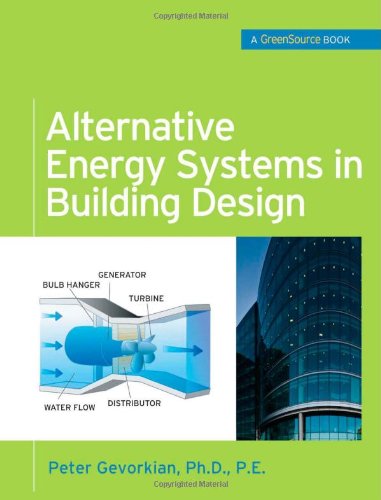 Copyrighted Material
A GreenSource BOOK
Alternative
Energy Systems in
Building Design
GENERATOR
BULB HANGER
TURBINE
WATER FLOW
DISTRIBUTOR
Peter Gevorkian, Ph.D., P.E.
Copyrighted Material